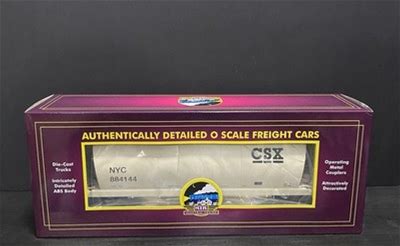 AUTHENTICALLY DETAILED O SCALE FREIGHT CARS
Die-Cast
Trucks
Intricately
Detailed
ABS Body
NYC
884144
CSX
Operating
Metal
Couplers
Attractively
Decorated